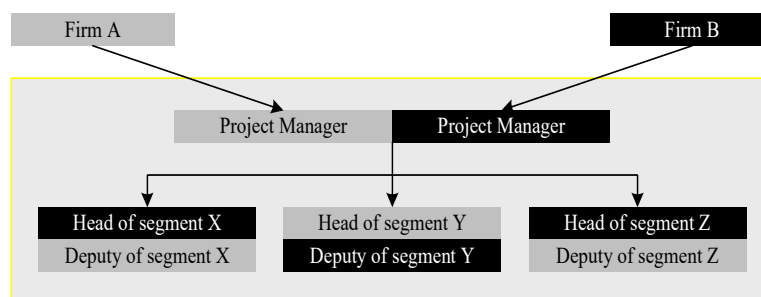 Firm A
Firm B
Project Manager
Project Manager
Head of segment X
Deputy of segment X
Head of segment Y
Deputy of segment Y
Head of segment Z
Deputy of segment Z